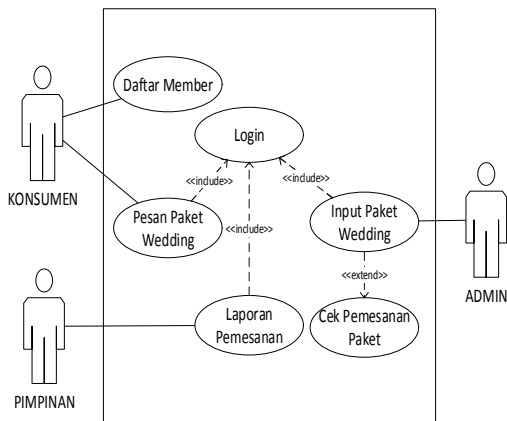 Daftar Member
Login
KONSUMEN
<<include>>
<<include>>
Pesan Paket
Wedding
Input Paket
Wedding
<<include>>
<<extend>>
ADMIN
Laporan
Pemesanan
Cek Pemesanan
Paket
PIMPINAN